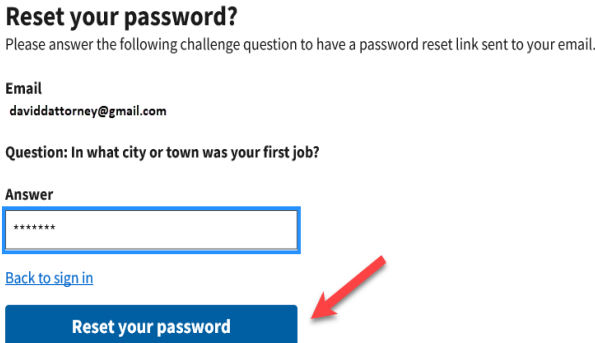 Reset your password?
Please answer the following challenge question to have a password reset link sent to your email.
Email
daviddattorney@gmail.com
Question: In what city or town was your first job?
Answer
*******
Back to sign in
Reset your password